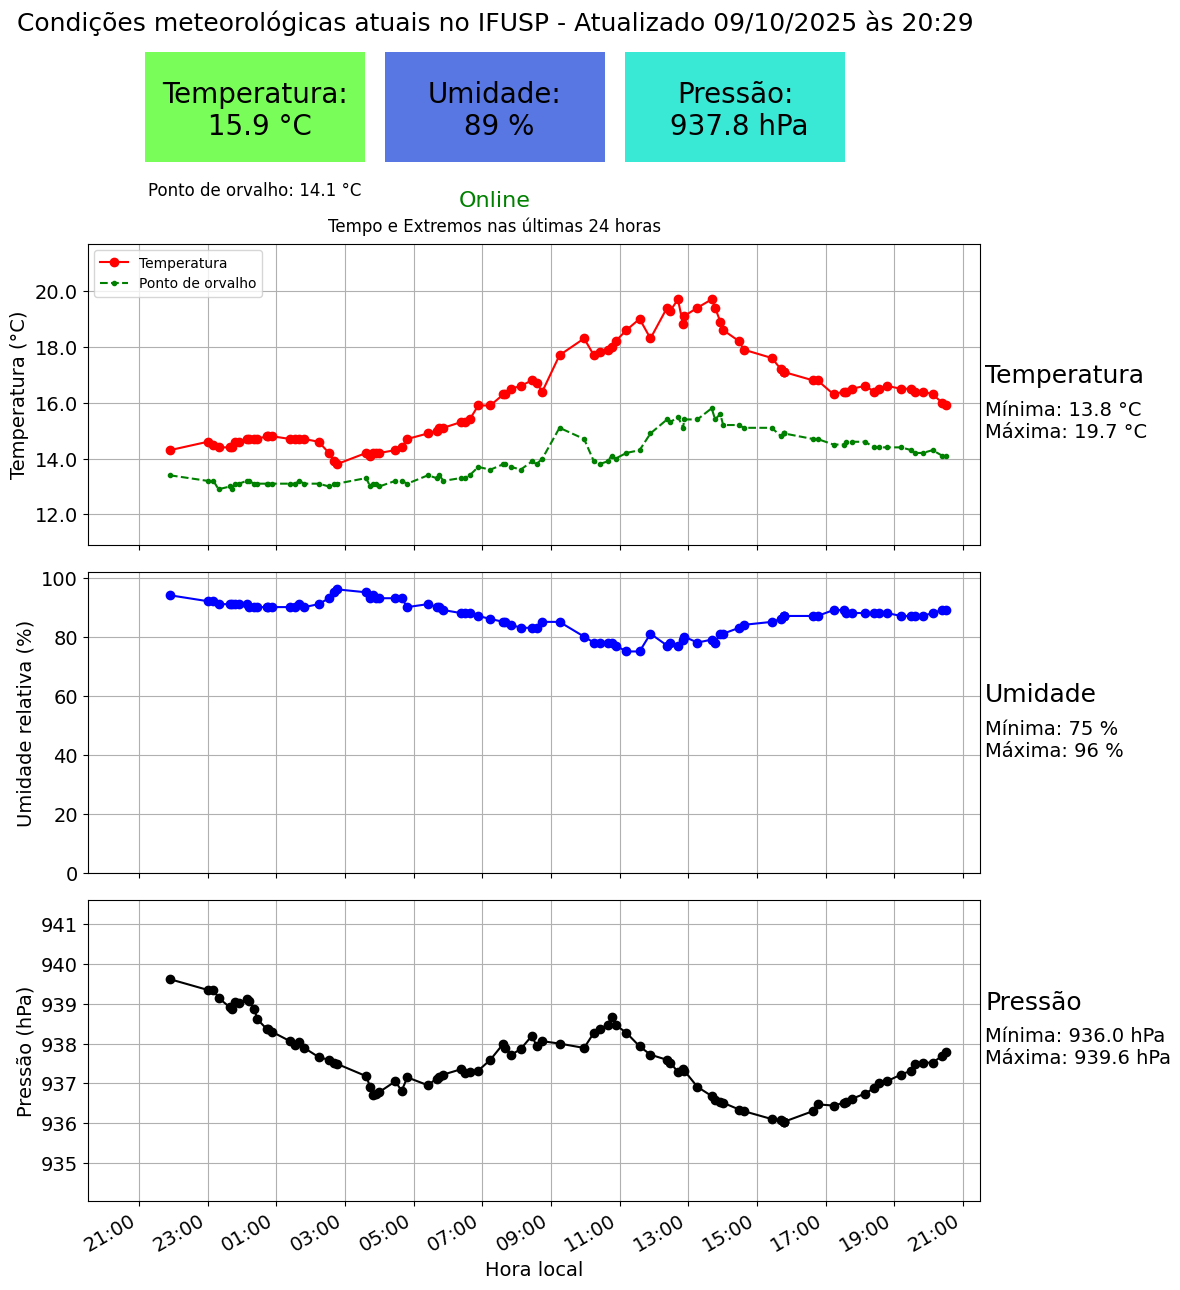 Condições meteorológicas atuais no IFUSP - Atualizado 09/10/2025 às 20:29
Temperatura:
15.9 °C
Umidade:
89 %
Pressão:
937.8 hPa
Ponto de orvalho: 14.1 °C
Online
Tempo e Extremos nas últimas 24 horas
Temperatura
Ponto de orvalho
Temperatura (°C)
20.0
18.0
16.0
14.0
12.0
Temperatura
Mínima: 13.8 °C
Máxima: 19.7 °C
Umidade relativa (%)
100
80
60
40
20
0
Umidade
Mínima: 75 %
Máxima: 96 %
Pressão (hPa)
941
940
939
938
937
936
935
Pressão
Mínima: 936.0 hPa
Máxima: 939.6 hPa
21:00 23:00 01:00 03:00 05:00 07:00 09:00 11:00 13:00 15:00 17:00 19:00 21:00
Hora local